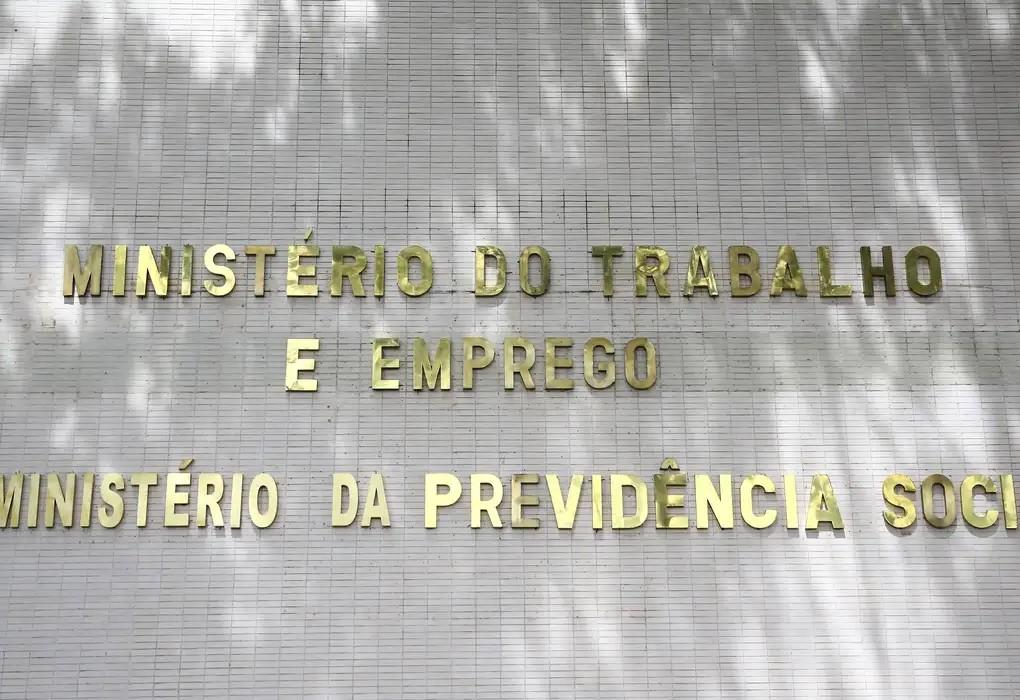 MINISTÉRIO DO TRABALHO
E EMPREGO
MINISTÉRIO DA PREVIDÊNCIA SOCI